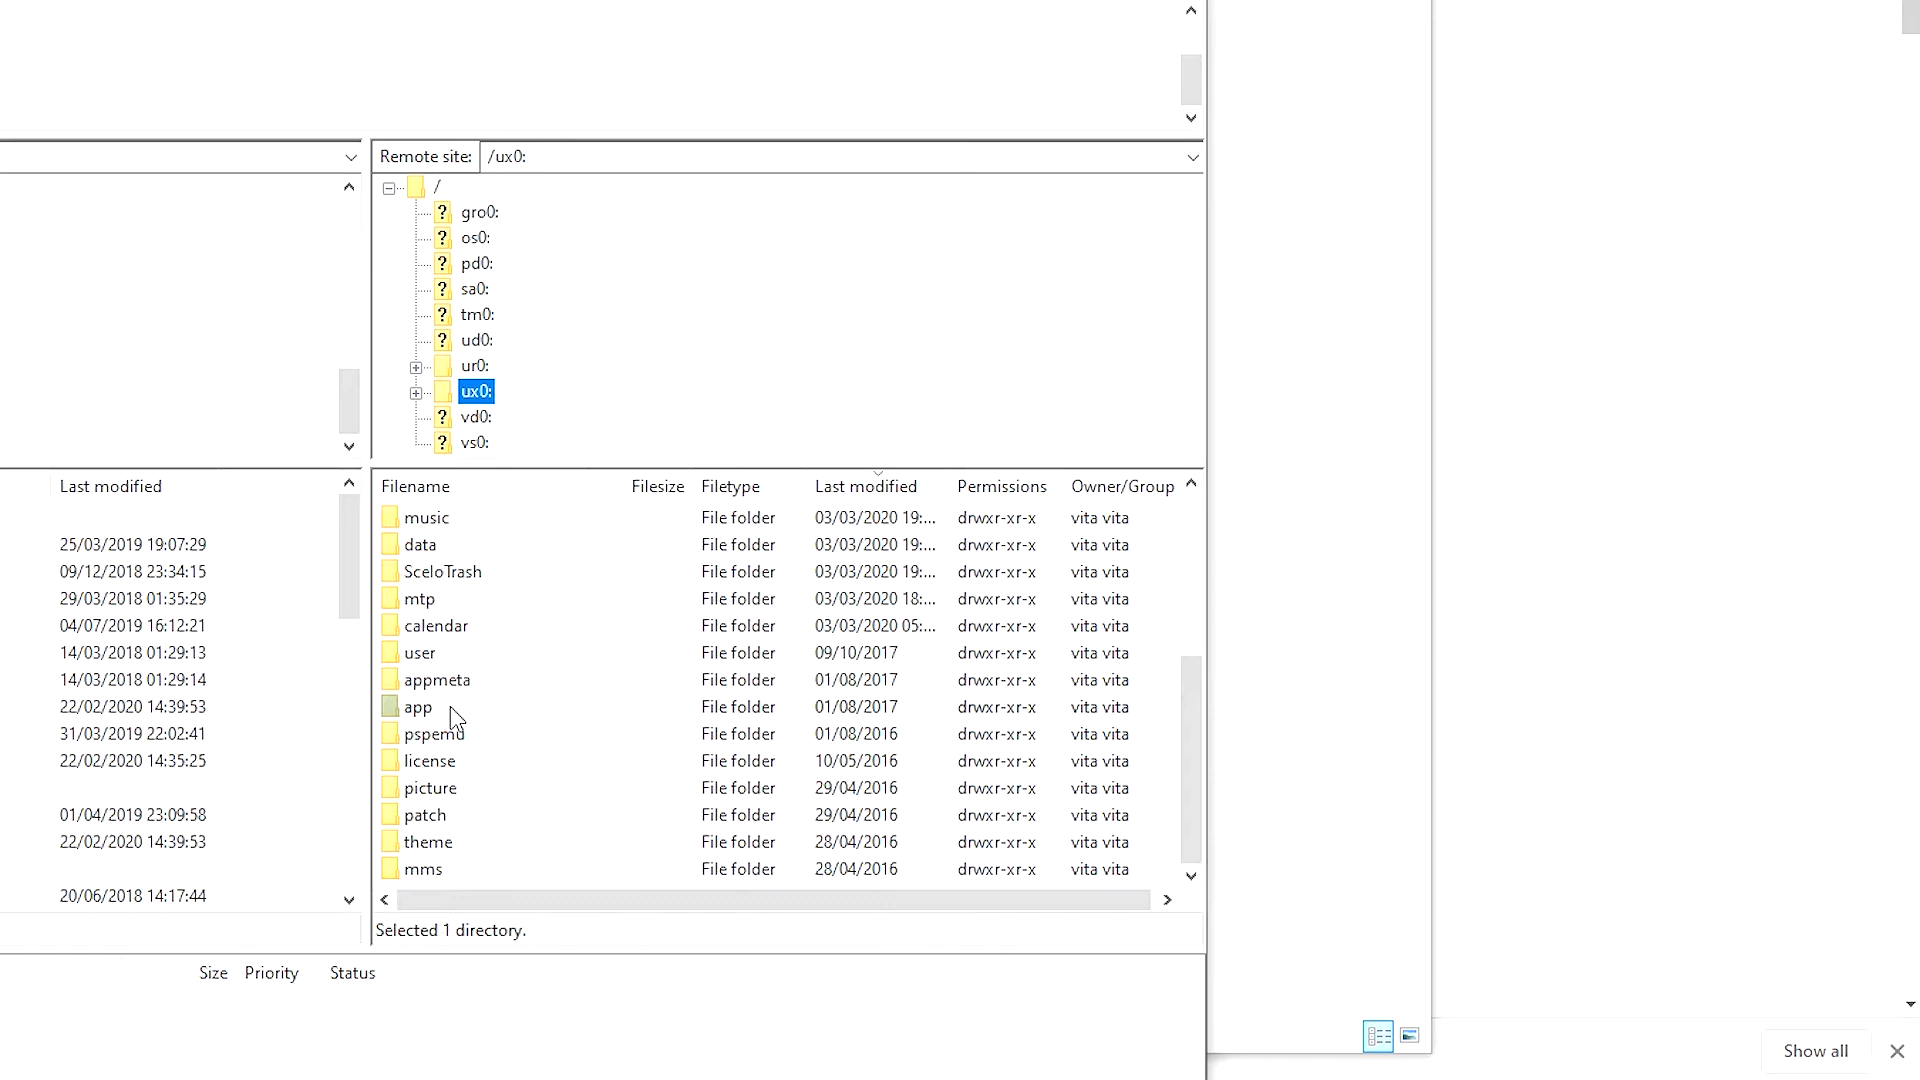 Remote site: /ux0:
/
gro0:
os0:
pd0:
sa0:
tm0:
ud0:
ur0:
ux0:
vd0:
vs0:
Last modified
25/03/2019 19:07:29
09/12/2018 23:34:15
29/03/2018 01:35:29
04/07/2019 16:12:21
14/03/2018 01:29:13
14/03/2018 01:29:14
22/02/2020 14:39:53
31/03/2019 22:02:41
22/02/2020 14:35:25
01/04/2019 23:09:58
22/02/2020 14:39:53
20/06/2018 14:17:44
Filename Filesize Filetype Last modified Permissions Owner/Group
music File folder 03/03/2020 19:... drwxr-xr-x vita vita
data File folder 03/03/2020 19:... drwxr-xr-x vita vita
SceIoTrash File folder 03/03/2020 19:... drwxr-xr-x vita vita
mtp File folder 03/03/2020 18:... drwxr-xr-x vita vita
calendar File folder 03/03/2020 05:... drwxr-xr-x vita vita
user File folder 09/10/2017 drwxr-xr-x vita vita
appmeta File folder 01/08/2017 drwxr-xr-x vita vita
app File folder 01/08/2017 drwxr-xr-x vita vita
pspemu File folder 01/08/2016 drwxr-xr-x vita vita
license File folder 10/05/2016 drwxr-xr-x vita vita
picture File folder 29/04/2016 drwxr-xr-x vita vita
patch File folder 29/04/2016 drwxr-xr-x vita vita
theme File folder 28/04/2016 drwxr-xr-x vita vita
mms File folder 28/04/2016 drwxr-xr-x vita vita
Selected 1 directory.
Size Priority Status
Show all